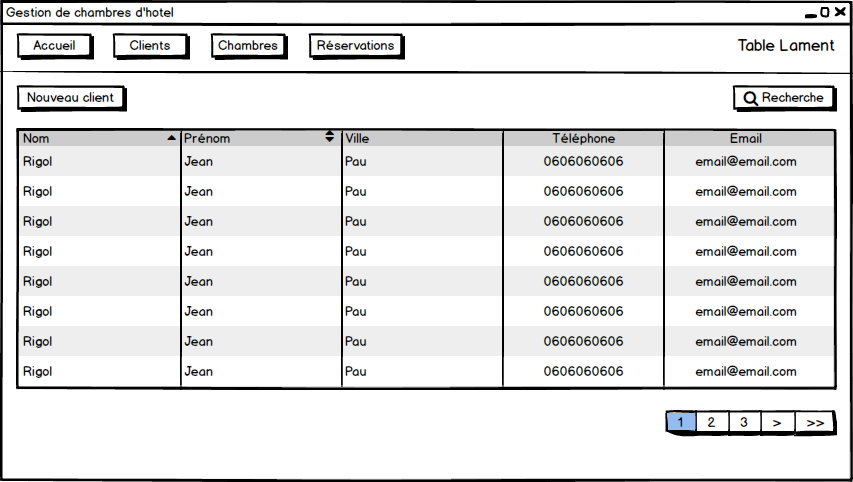 Gestion de chambres d'hotel
Accueil Clients Chambres Réservations Table Lament
Nouveau client Recherche
Nom Prénom Ville Téléphone Email
Rigol Jean Pau 0606060606 email@email.com
Rigol Jean Pau 0606060606 email@email.com
Rigol Jean Pau 0606060606 email@email.com
Rigol Jean Pau 0606060606 email@email.com
Rigol Jean Pau 0606060606 email@email.com
Rigol Jean Pau 0606060606 email@email.com
Rigol Jean Pau 0606060606 email@email.com
Rigol Jean Pau 0606060606 email@email.com
1 2 3 > >>